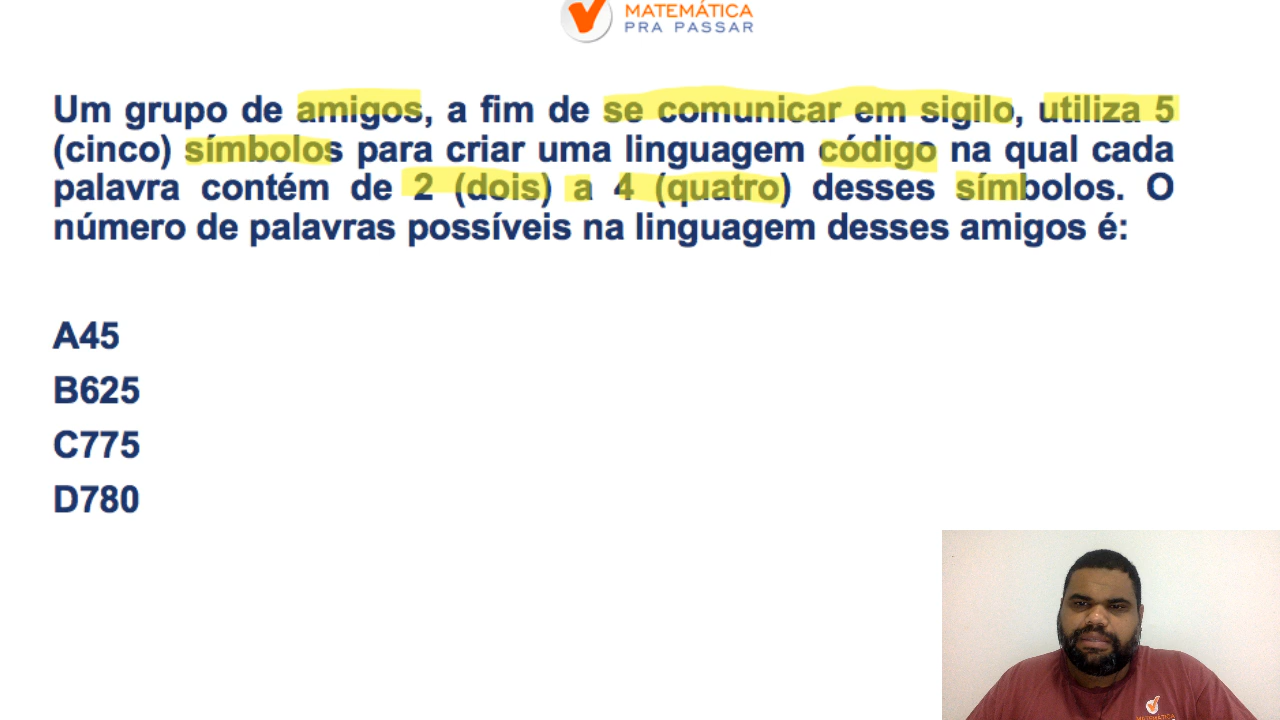 MATEMÁTICA
PRA PASSAR
Um grupo de amigos, a fim de se comunicar em sigilo, utiliza 5
(cinco) símbolos para criar uma linguagem código na qual cada
palavra contém de 2 (dois) a 4 (quatro) desses símbolos. O
número de palavras possíveis na linguagem desses amigos é:
A45
B625
C775
D780
MATEMÁTICA